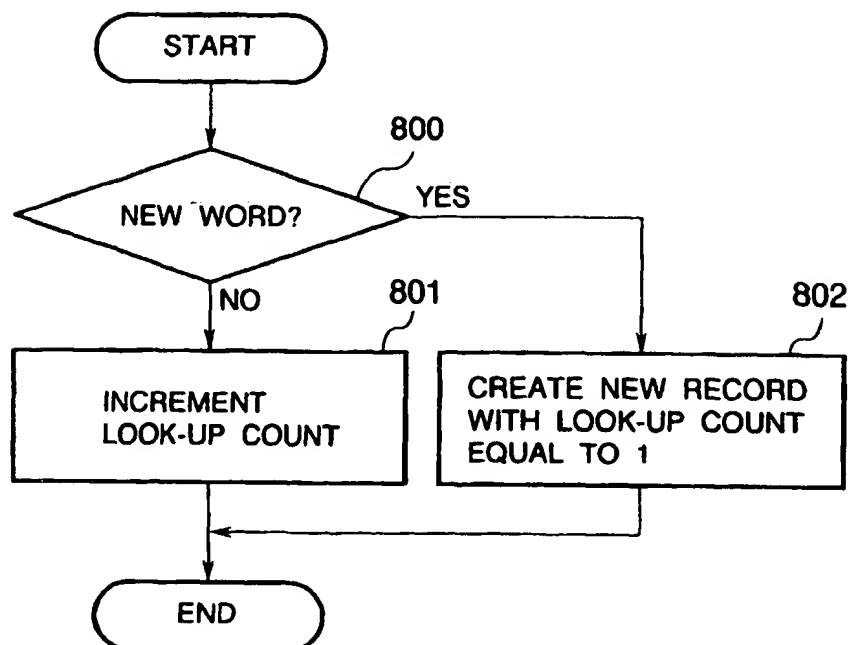 START
800
NEW WORD?
YES
NO
801
802
INCREMENT
LOOK-UP COUNT
CREATE NEW RECORD
WITH LOOK-UP COUNT
EQUAL TO 1
END